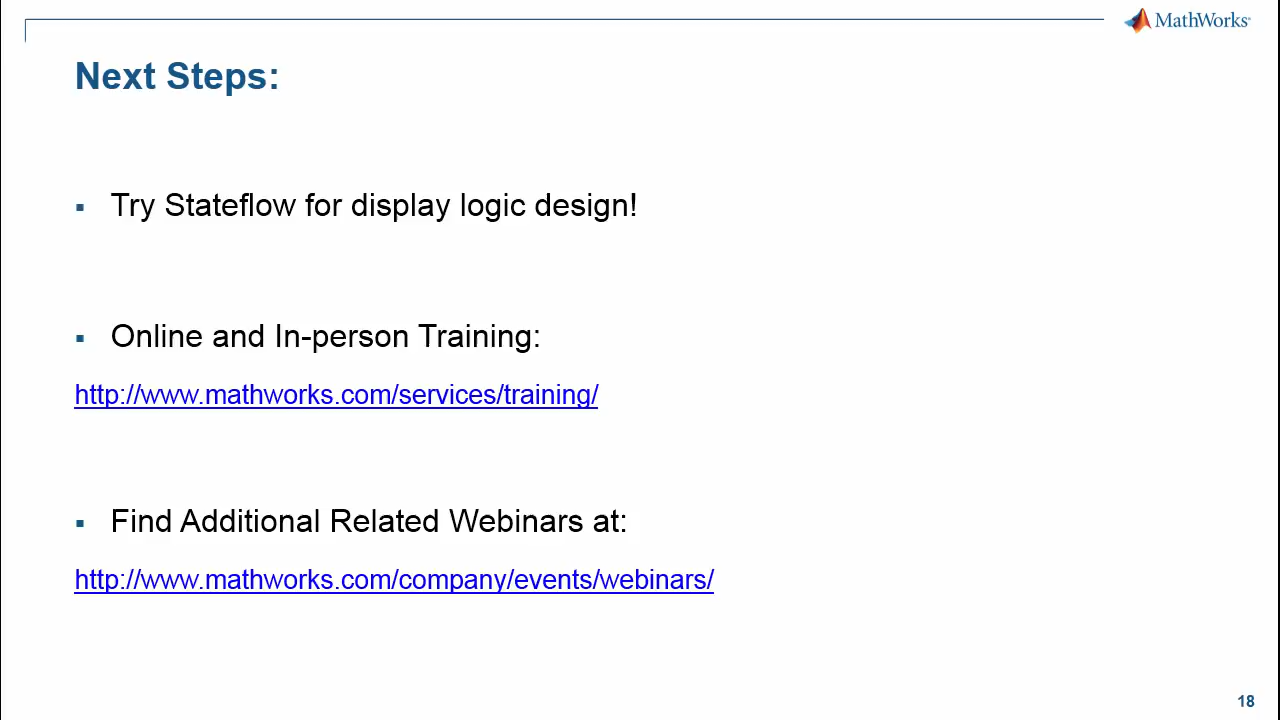 MathWorks®
Next Steps:
▪ Try Stateflow for display logic design!
▪ Online and In-person Training:
http://www.mathworks.com/services/training/
▪ Find Additional Related Webinars at:
http://www.mathworks.com/company/events/webinars/
18